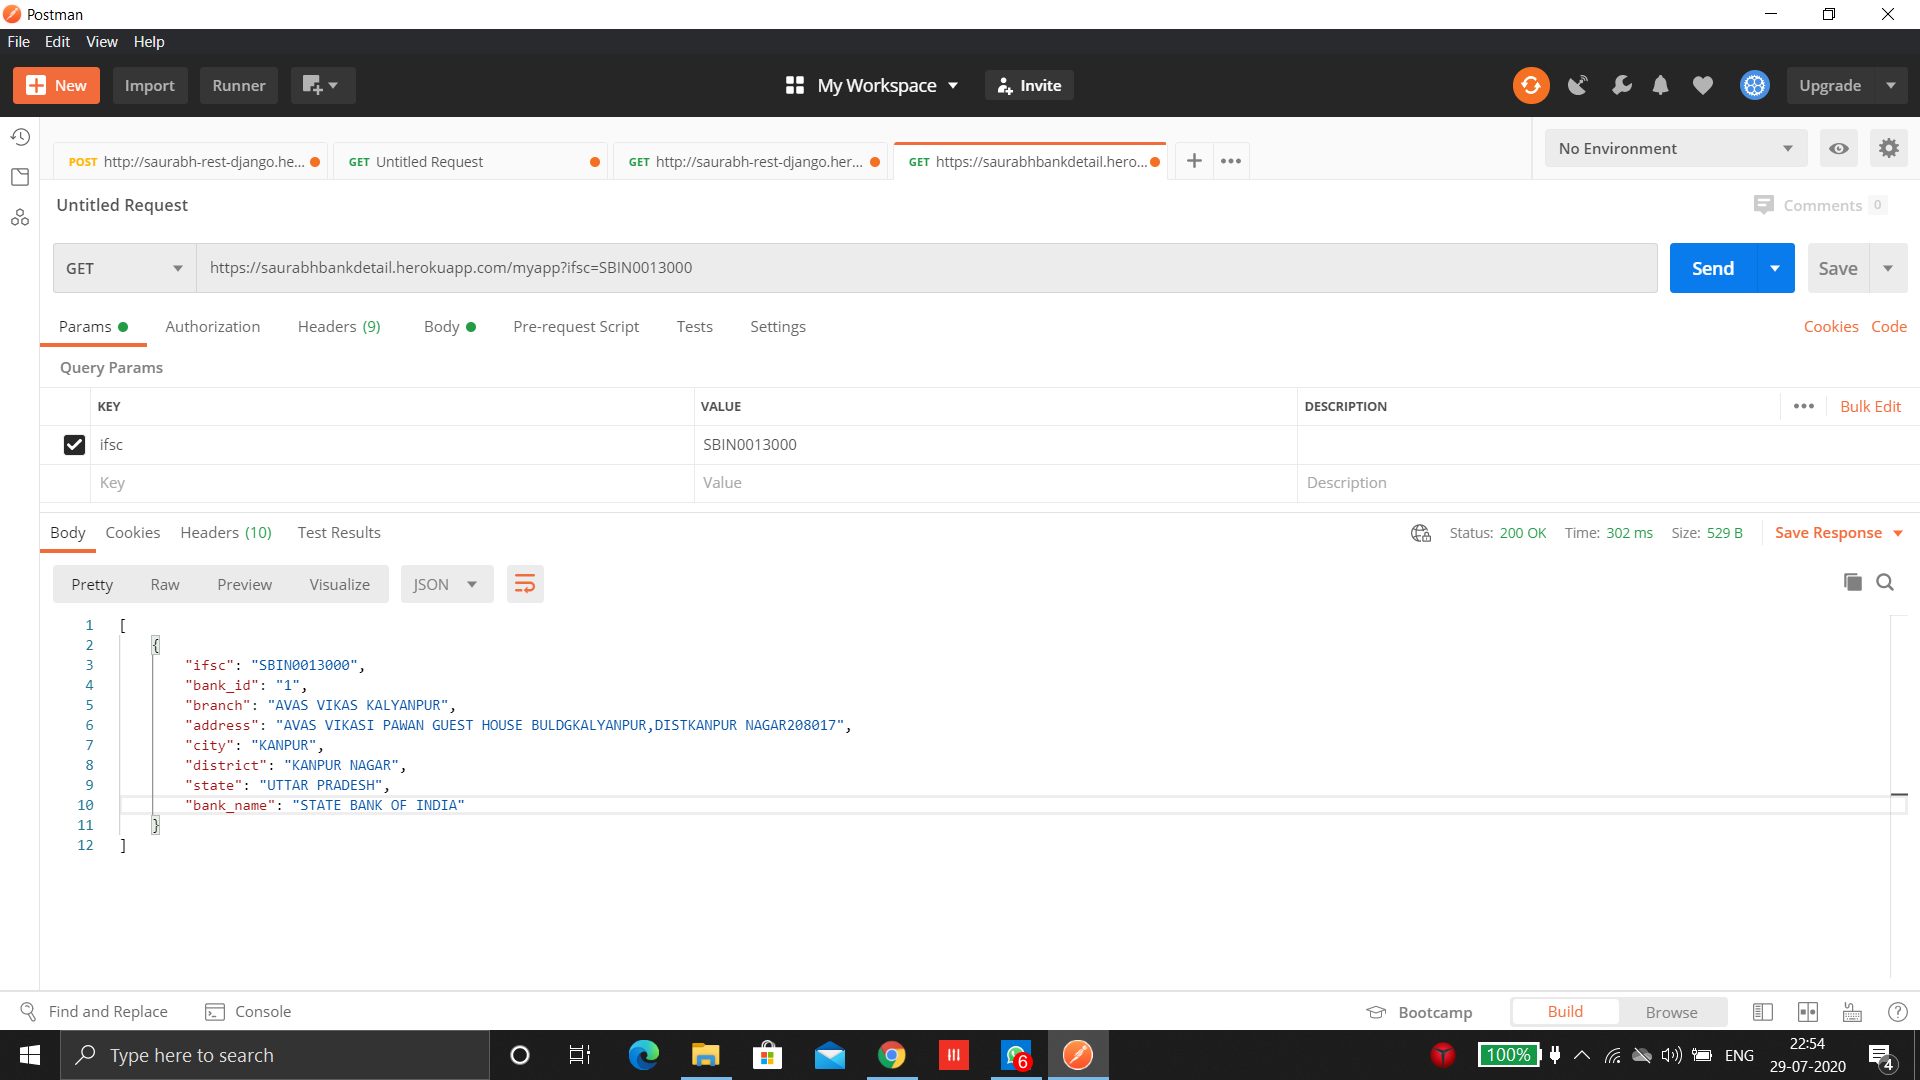 Postman
File Edit View Help
New Import Runner My Workspace Invite Upgrade
POST http://saurabh-rest-django.he... GET Untitled Request GET http://saurabh-rest-django.her... GET https://saurabhbankdetail.hero... No Environment
Untitled Request Comments 0
GET https://saurabhbankdetail.herokuapp.com/myapp?ifsc=SBIN0013000 Send Save
Params Authorization Headers (9) Body Pre-request Script Tests Settings Cookies Code
Query Params
KEY VALUE DESCRIPTION Bulk Edit
ifsc SBIN0013000
Key Value Description
Body Cookies Headers (10) Test Results Status: 200 OK Time: 302 ms Size: 529 B Save Response
Pretty Raw Preview Visualize JSON
1 [
2 {
3 "ifsc": "SBIN0013000",
4 "bank_id": "1",
5 "branch": "AVAS VIKAS KALYANPUR",
6 "address": "AVAS VIKASI PAWAN GUEST HOUSE BULDGKALYANPUR,DISTKANPUR NAGAR208017",
7 "city": "KANPUR",
8 "district": "KANPUR NAGAR",
9 "state": "UTTAR PRADESH",
10 "bank_name": "STATE BANK OF INDIA"
11 }
12 ]
Find and Replace Console Bootcamp Build Browse
Type here to search 6 100% ENG 22:54
29-07-2020 4